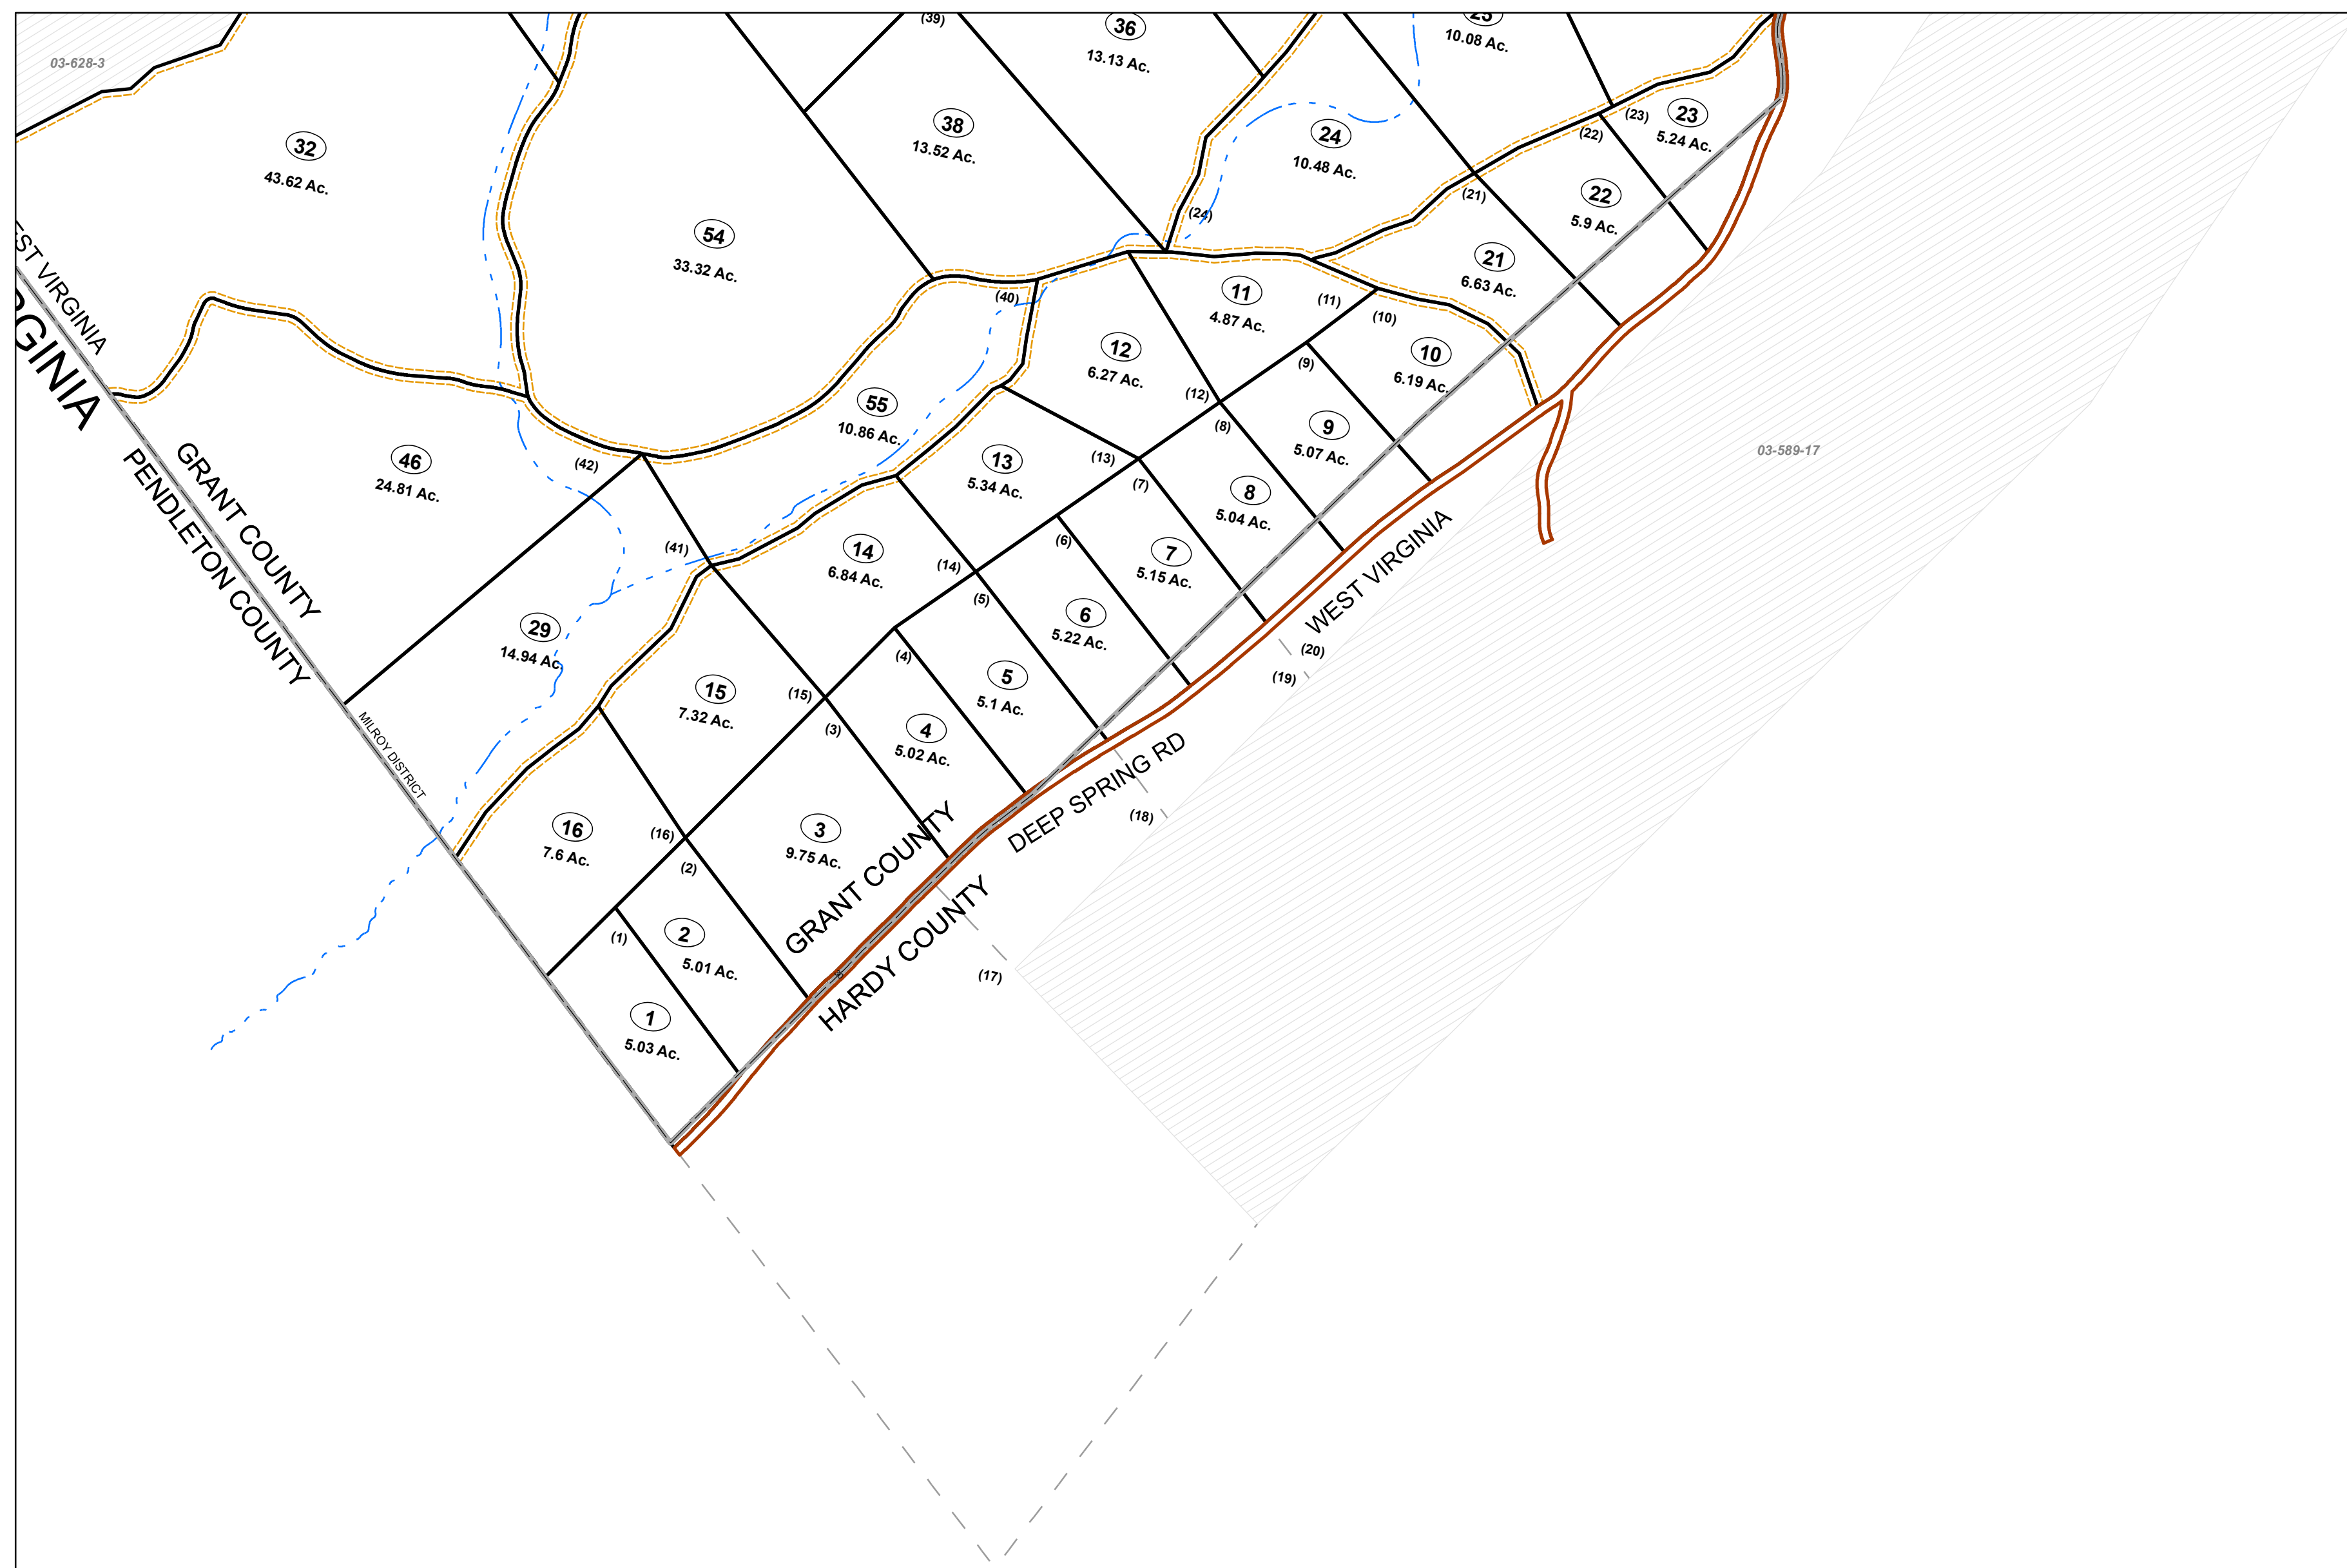 (39)
36
13.13 Ac.
25
10.08 Ac.
03-628-3
32
43.62 Ac.
38
13.52 Ac.
24
10.48 Ac.
(24)
(23)
23
5.24 Ac.
(22)
22
5.9 Ac.
(21)
21
6.63 Ac.
54
33.32 Ac.
(40)
11
4.87 Ac.
(11)
(10)
10
6.19 Ac.
12
6.27 Ac.
(12)
(9)
9
5.07 Ac.
EST VIRGINIA
RGINIA
GRANT COUNTY
PENDLETON COUNTY
46
24.81 Ac.
(42)
55
10.86 Ac.
13
5.34 Ac.
(13)
(8)
8
5.04 Ac.
03-589-17
(7)
7
5.15 Ac.
WEST VIRGINIA
(41)
14
6.84 Ac.
(14)
(6)
6
5.22 Ac.
(20)
(19)
29
14.94 Ac.
(5)
5
5.1 Ac.
MILROY DISTRICT
15
7.32 Ac.
(15)
(4)
4
5.02 Ac.
(3)
3
9.75 Ac.
DEEP SPRING RD
(18)
16
7.6 Ac.
(16)
(2)
2
5.01 Ac.
GRANT COUNTY
HARDY COUNTY
(17)
(1)
1
5.03 Ac.